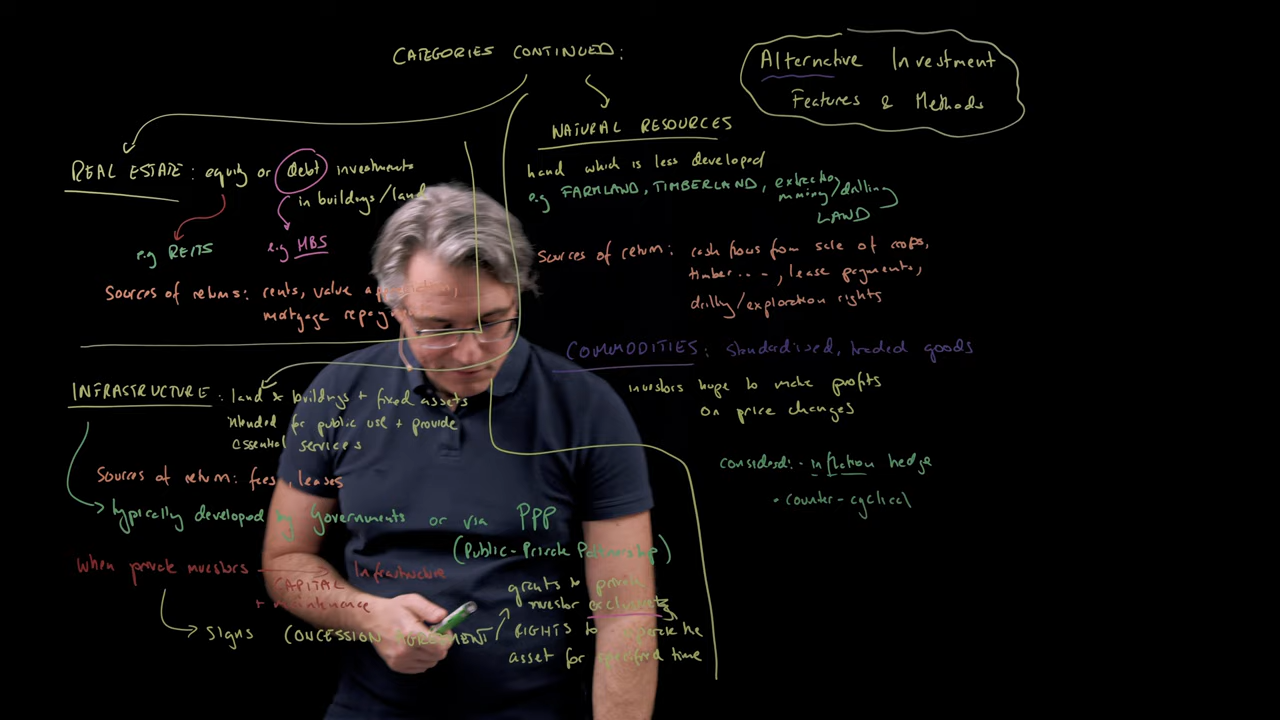 CATEGORIES CONTINUED:
Alternative Investment
Features & Methods
REAL ESTATE: equity or debt investments
in buildings/land
e.g REITS
e.g MBS
Sources of returns: rents, value
mortgage
INFRASTRUCTURE: land & buildings + fixed assets
intended for public use + provide
essential services
Sources of return: fees, leases
typically developed by Governments or via PPP
(Public-Private Partnership)
When private investors
CAPITAL
Infrastructure
+ maintenance
Signs CONCESSION AGREEMENT
grants to private
investor exclusive
RIGHTS to operate the
asset for specified time
NATURAL RESOURCES
land which is less developed
e.g FARMLAND, TIMBERLAND,
mining/drilling
LAND
Sources of return: cash flows from sale of crops,
timber ...., lease payments,
drilling/exploration rights
COMMODITIES: standardised, traded goods
investors hope to make profits
on price changes
considered: - inflation hedge
• counter-cyclical